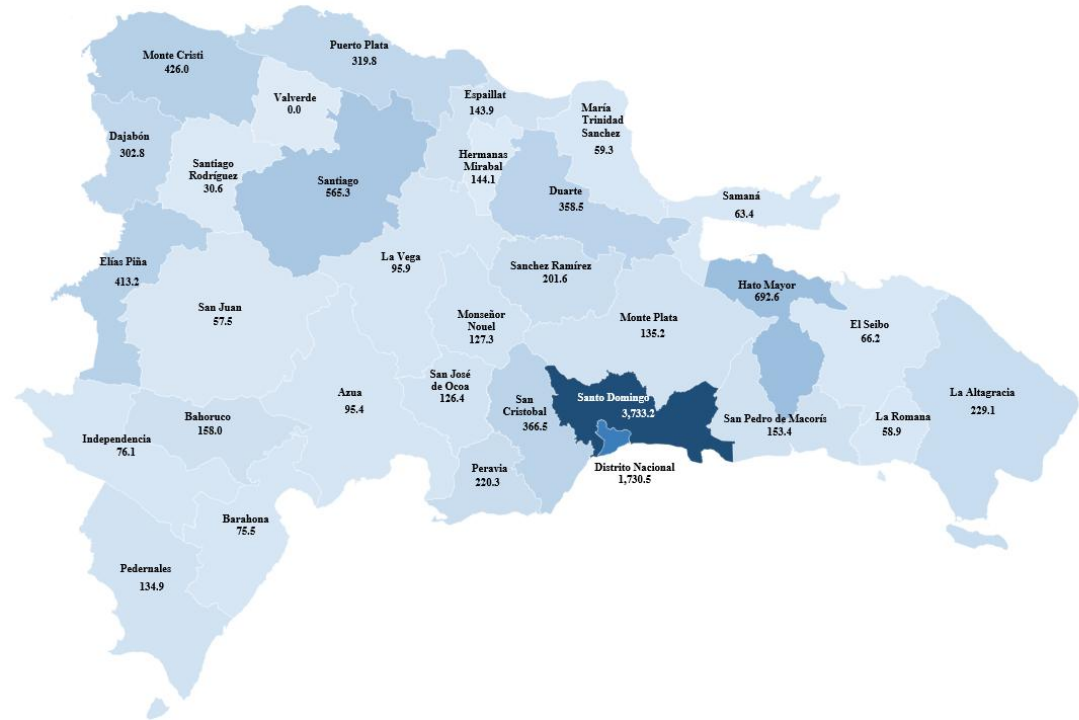 Puerto Plata
319.8
Monte Cristi
426.0
Valverde
0.0
Espaillat
143.9
María
Trinidad
Sanchez
59.3
Dajabón
302.8
Santiago
Rodríguez
30.6
Santiago
565.3
Hermanas
Mirabal
144.1
Duarte
358.5
Samaná
63.4
Elías Piña
413.2
La Vega
95.9
Sanchez Ramírez
201.6
Hato Mayor
692.6
San Juan
57.5
Monseñor
Nouel
127.3
Monte Plata
135.2
El Seibo
66.2
San José
de Ocoa
126.4
Azua
95.4
San
Cristobal
366.5
Santo Domingo
3,733.2
La Altagracia
229.1
Bahoruco
158.0
San Pedro de Macorís
153.4
La Romana
58.9
Independencia
76.1
Peravia
220.3
Distrito Nacional
1,730.5
Barahona
75.5
Pedernales
134.9